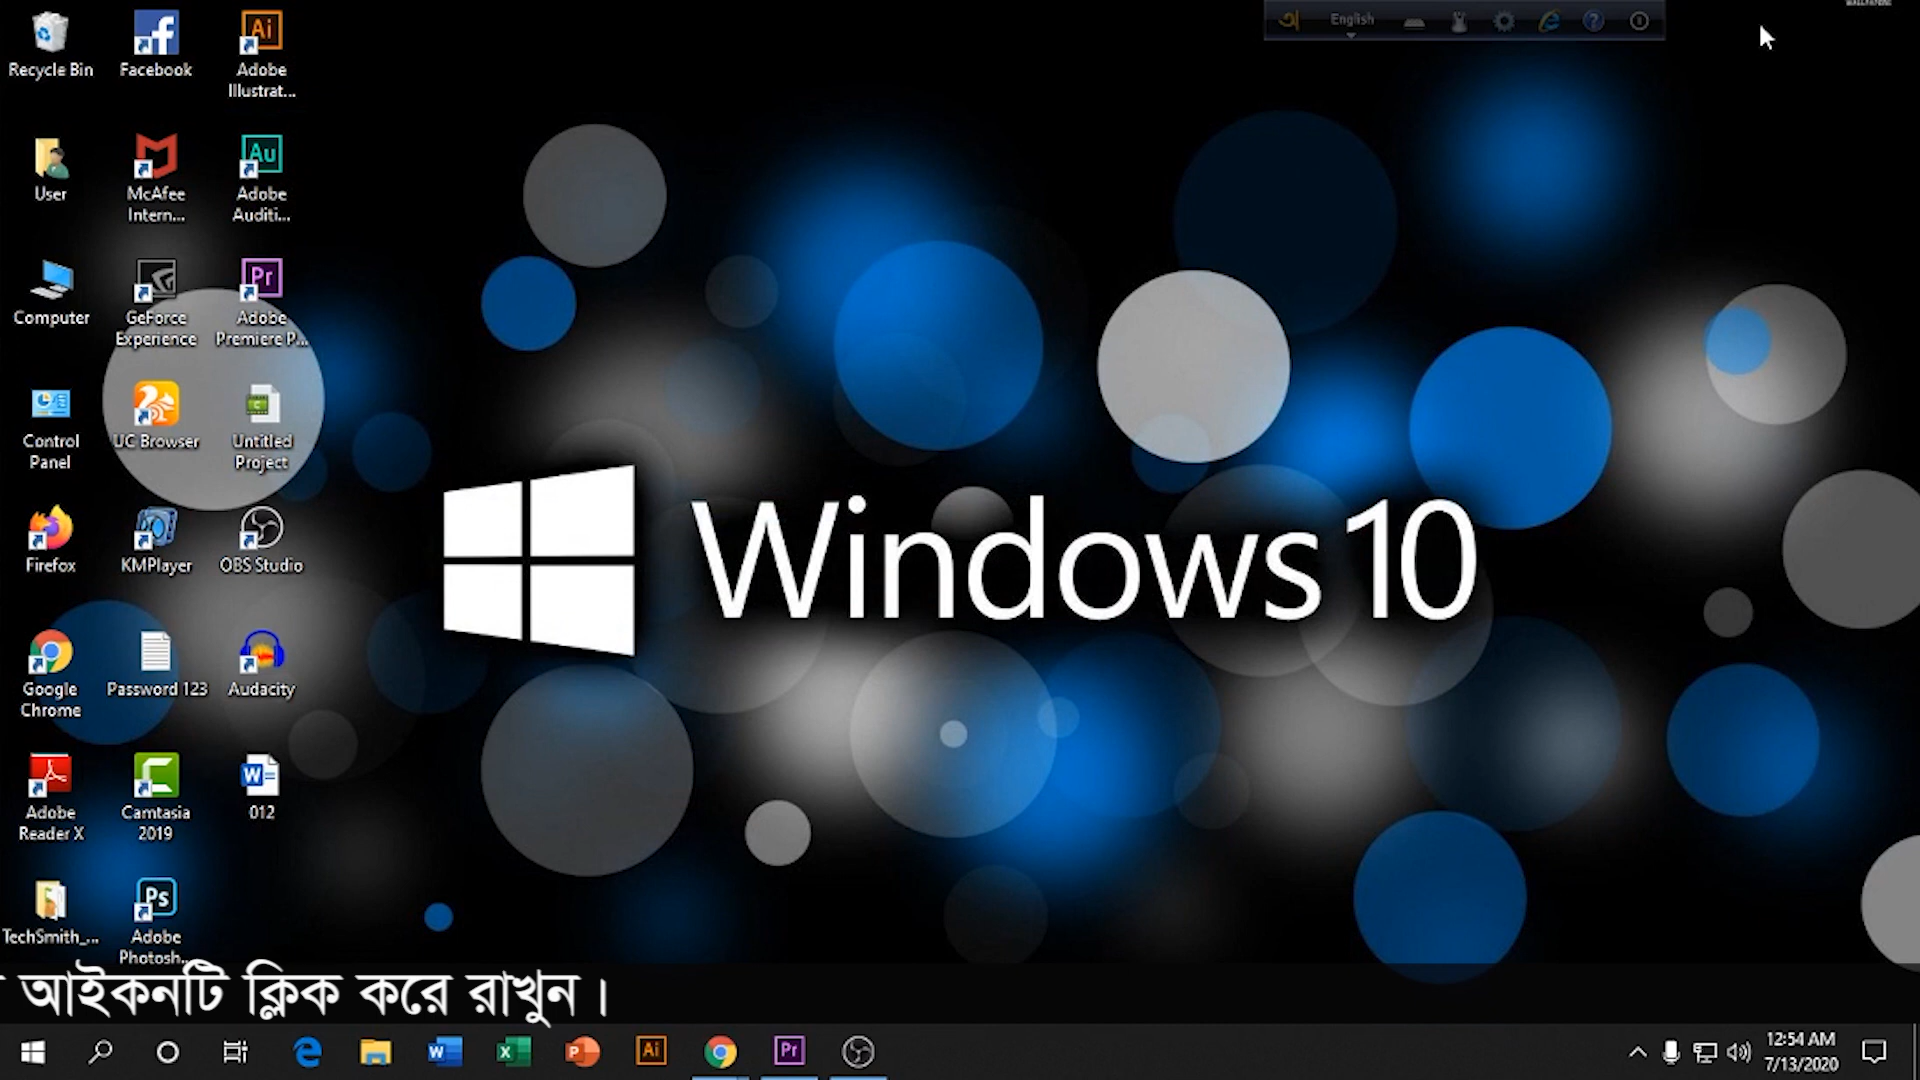 Recycle Bin
Facebook
Adobe
Illustrat...
User
McAfee
Intern...
Adobe
Auditi...
Computer
GeForce
Experience
Adobe
Premiere P...
Control
Panel
UC Browser
Untitled
Project
Firefox
KMPlayer
OBS Studio
Google
Chrome
Password 123
Audacity
Adobe
Reader X
Camtasia
2019
012
TechSmith_...
Adobe
Photosh...
অ English
Windows 10
আইকনটি ক্লিক করে রাখুন।
12:54 AM
7/13/2020